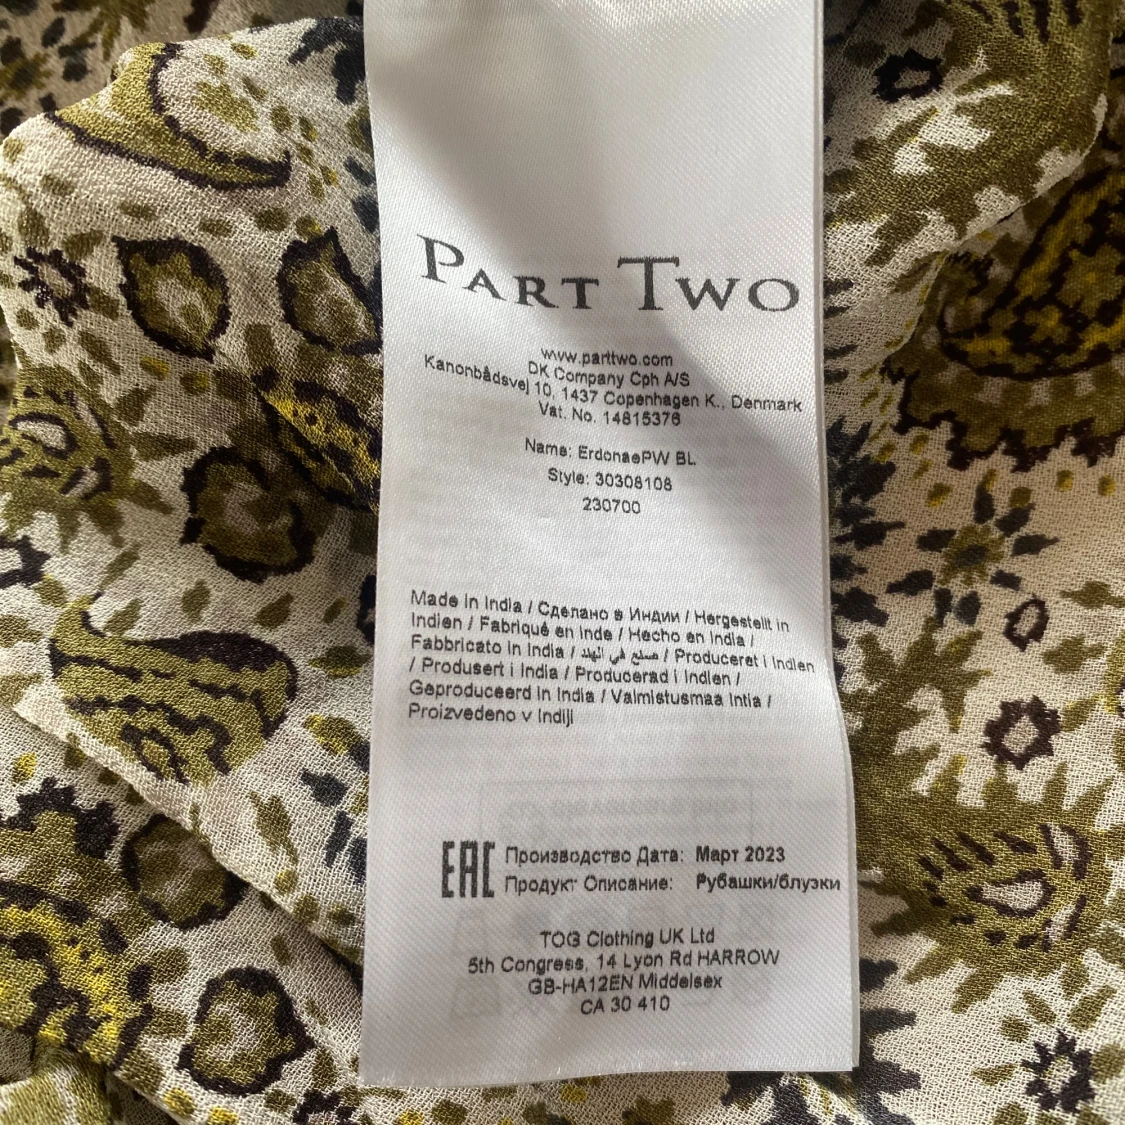 PART TWO
www.parttwo.com
DK Company Cph A/S
Kanonbådsvej 10, 1437 Copenhagen K., Denmark
Vat. No. 14815376
Name: ErdonaePW BL
Style: 30308108
230700
Made in India / Сделано в Индии / Hergestellt in
Indien / Fabriqué en Inde / Hecho en India /
Fabbricato in India / صنع في الهند / Produceret i Indien
/ Produsert i India / Producerad i Indien /
Geproduceerd in India / Valmistusmaa Intia /
Proizvedeno v Indiji
EAC Производство Дата: Март 2023
Продукт Описание: Рубашки/блузки
TOG Clothing UK Ltd
5th Congress, 14 Lyon Rd HARROW
GB-HA12EN Middelsex
CA 30 410